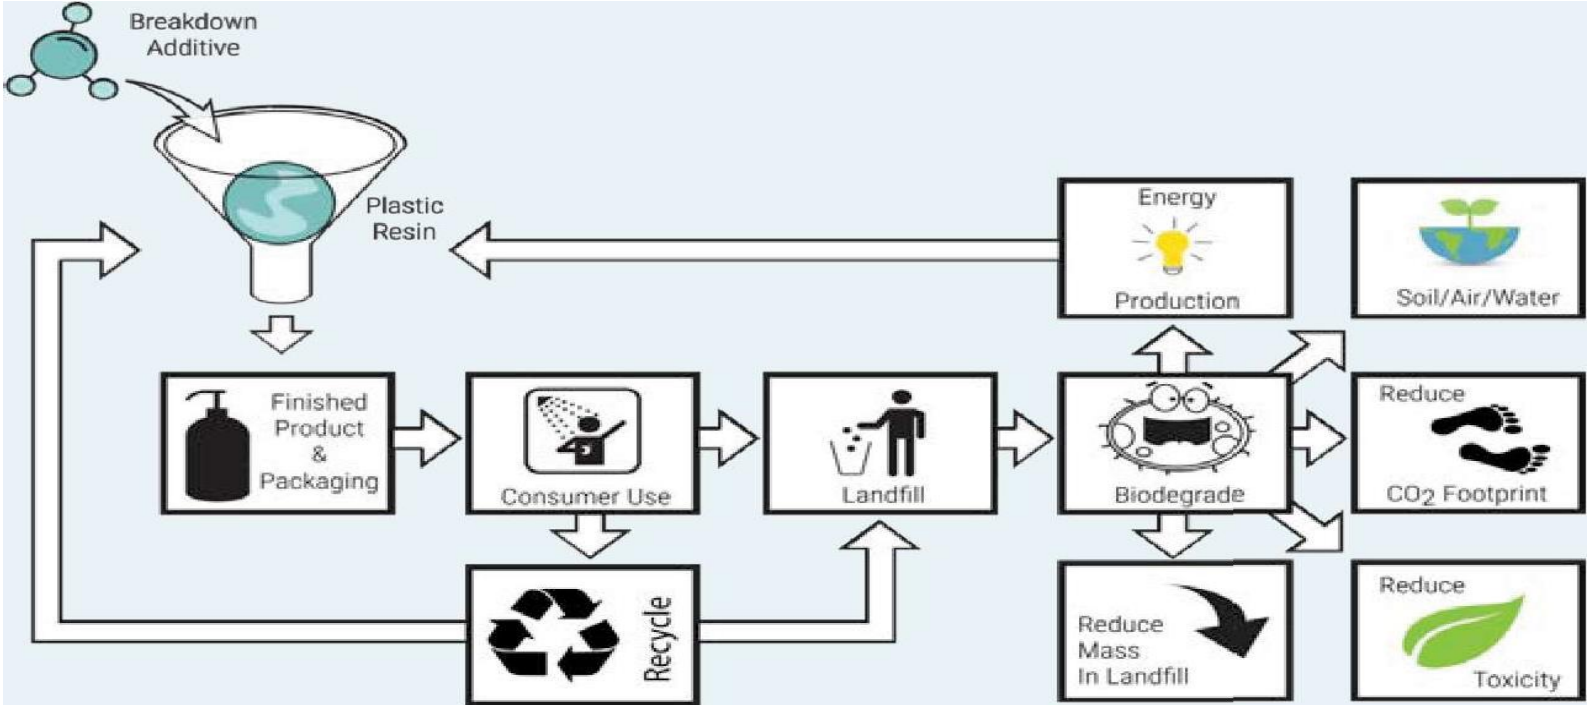 Breakdown
Additive
Plastic
Resin
Energy
Production
Soil/Air/Water
Finished
Product
&
Packaging
Consumer Use
Landfill
Biodegrade
Reduce
CO2 Footprint
Recycle
Reduce
Mass
In Landfill
Reduce
Toxicity